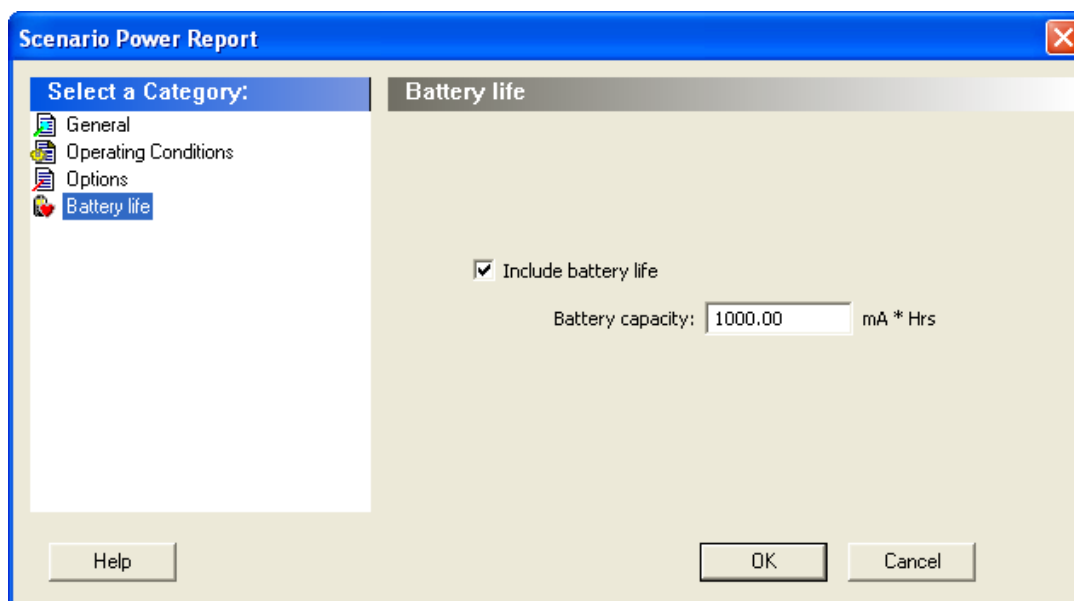 Scenario Power Report
Select a Category:
General
Operating Conditions
Options
Battery life
Battery life
Include battery life
Battery capacity: 1000.00 mA * Hrs
Help OK Cancel